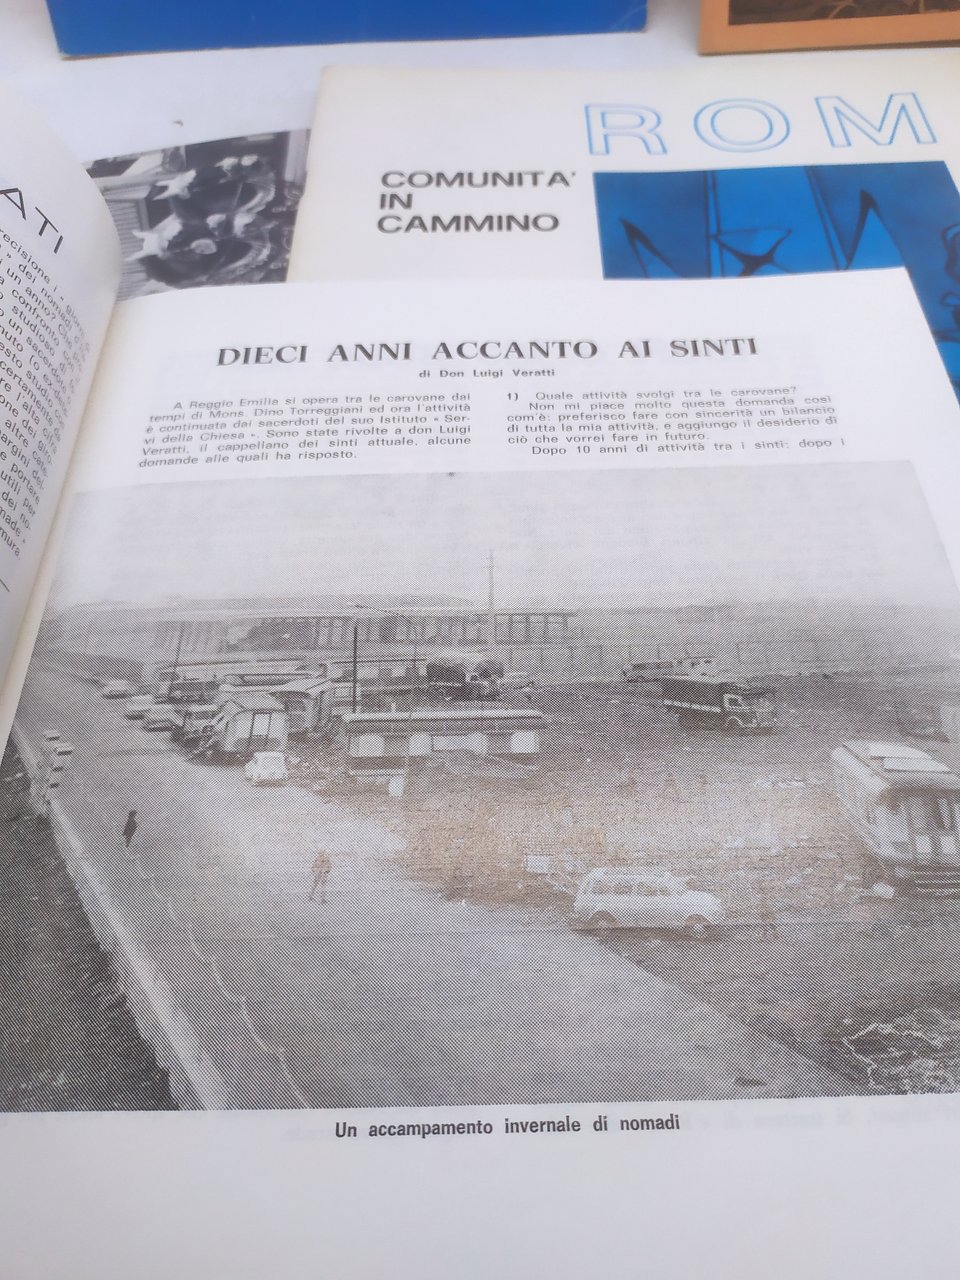 ROM
COMUNITA'
IN
CAMMINO
ATI
DIECI ANNI ACCANTO AI SINTI
di Don Luigi Veratti
A Reggio Emilia si opera tra le carovane dai
tempi di Mons. Dino Torreggiani ed ora l'attività
è continuata dai sacerdoti del suo Istituto « Ser-
vi della Chiesa ». Sono state rivolte a don Luigi
Veratti, il cappellano dei sinti attuale, alcune
domande alle quali ha risposto.
1) Quale attività svolgi tra le carovane?
Non mi piace molto questa domanda così
com'è: preferisco fare con sincerità un bilancio
di tutta la mia attività, e aggiungo il desiderio di
ciò che vorrei fare in futuro.
Dopo 10 anni di attività tra i sinti: dopo i
Un accampamento invernale di nomadi